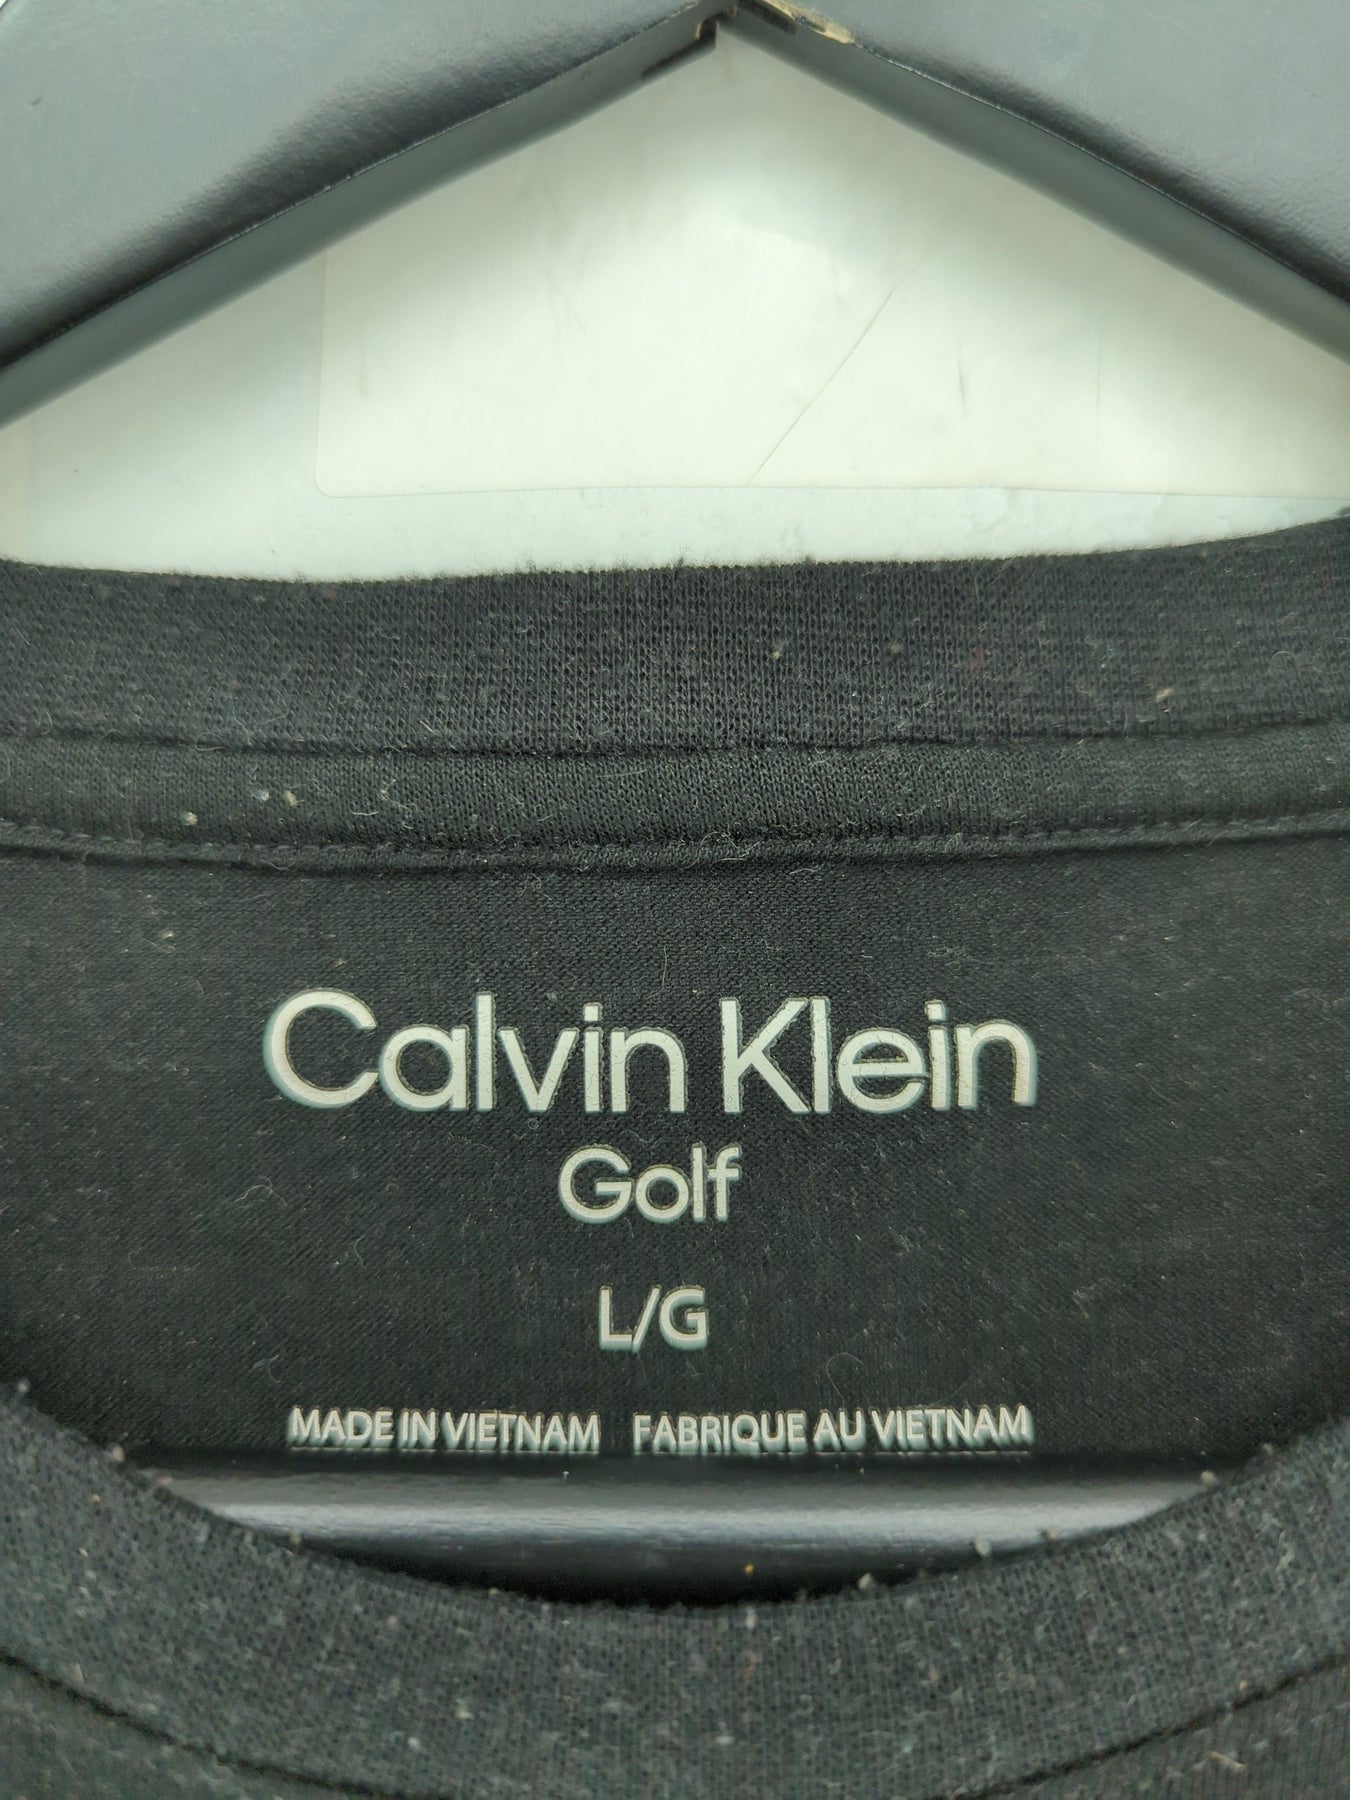 Calvin Klein
Golf
L/G
MADE IN VIETNAM FABRIQUE AU VIETNAM